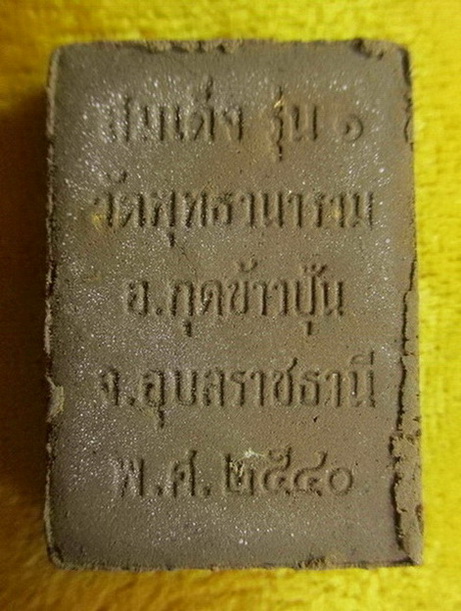 สมเด็จ รุ่น ๑
วัดพุทธานาราม
อ.กุดข้าวปุ้น
จ.อุบลราชธานี
พ.ศ.๒๕๔๐